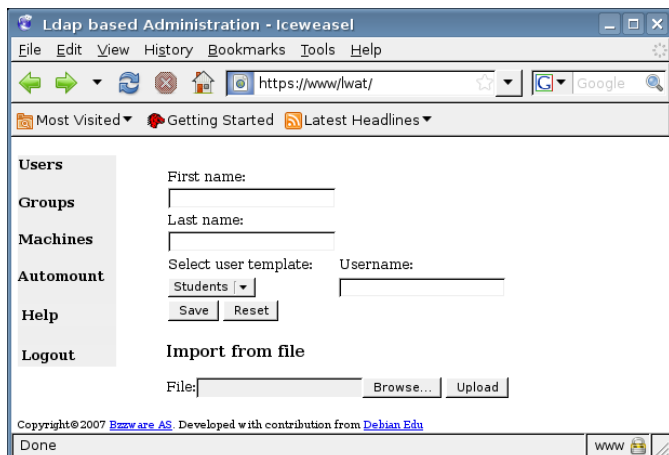 Ldap based Administration - Iceweasel
File Edit View History Bookmarks Tools Help
https://www/lwat/ G Google
Most Visited Getting Started Latest Headlines
Users
Groups
Machines
Automount
Help
Logout
First name:
Last name:
Select user template: Username:
Students
Save Reset
Import from file
File: Browse... Upload
Copyright©2007 Bzzware AS. Developed with contribution from Debian Edu
Done www